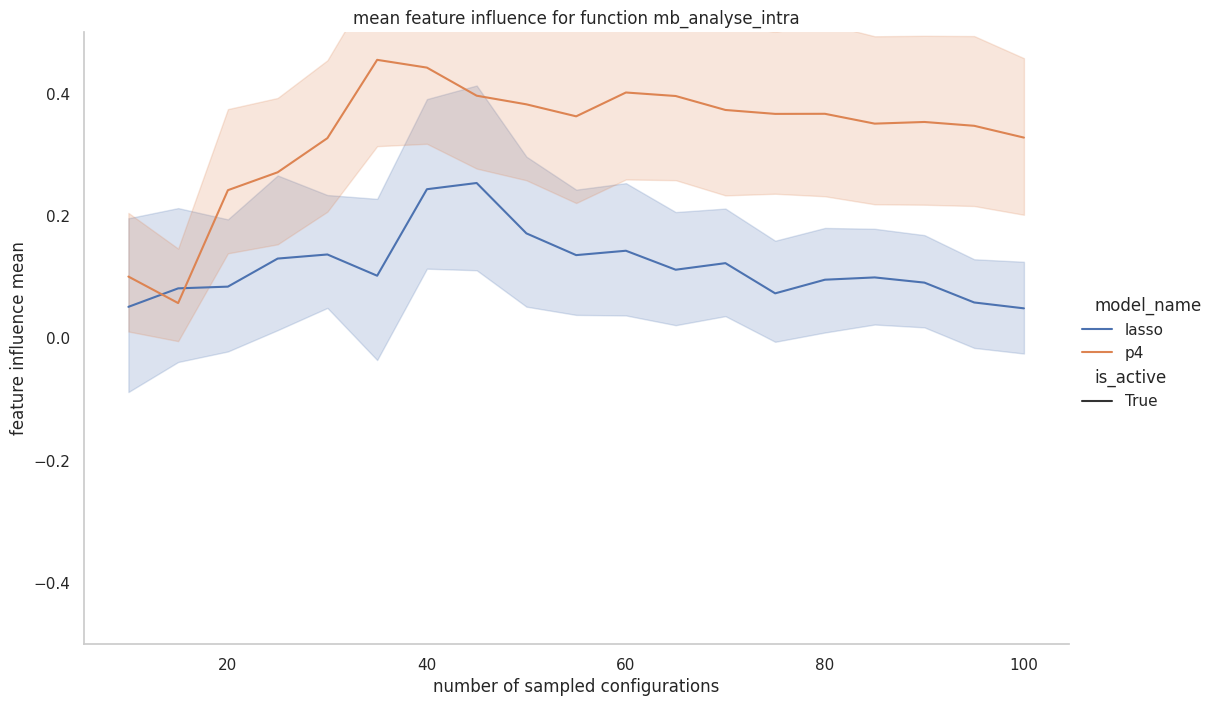 mean feature influence for function mb_analyse_intra
0.4
0.2
0.0
−0.2
−0.4
feature influence mean
20
40
60
80
100
number of sampled configurations
model_name
lasso
p4
is_active
True